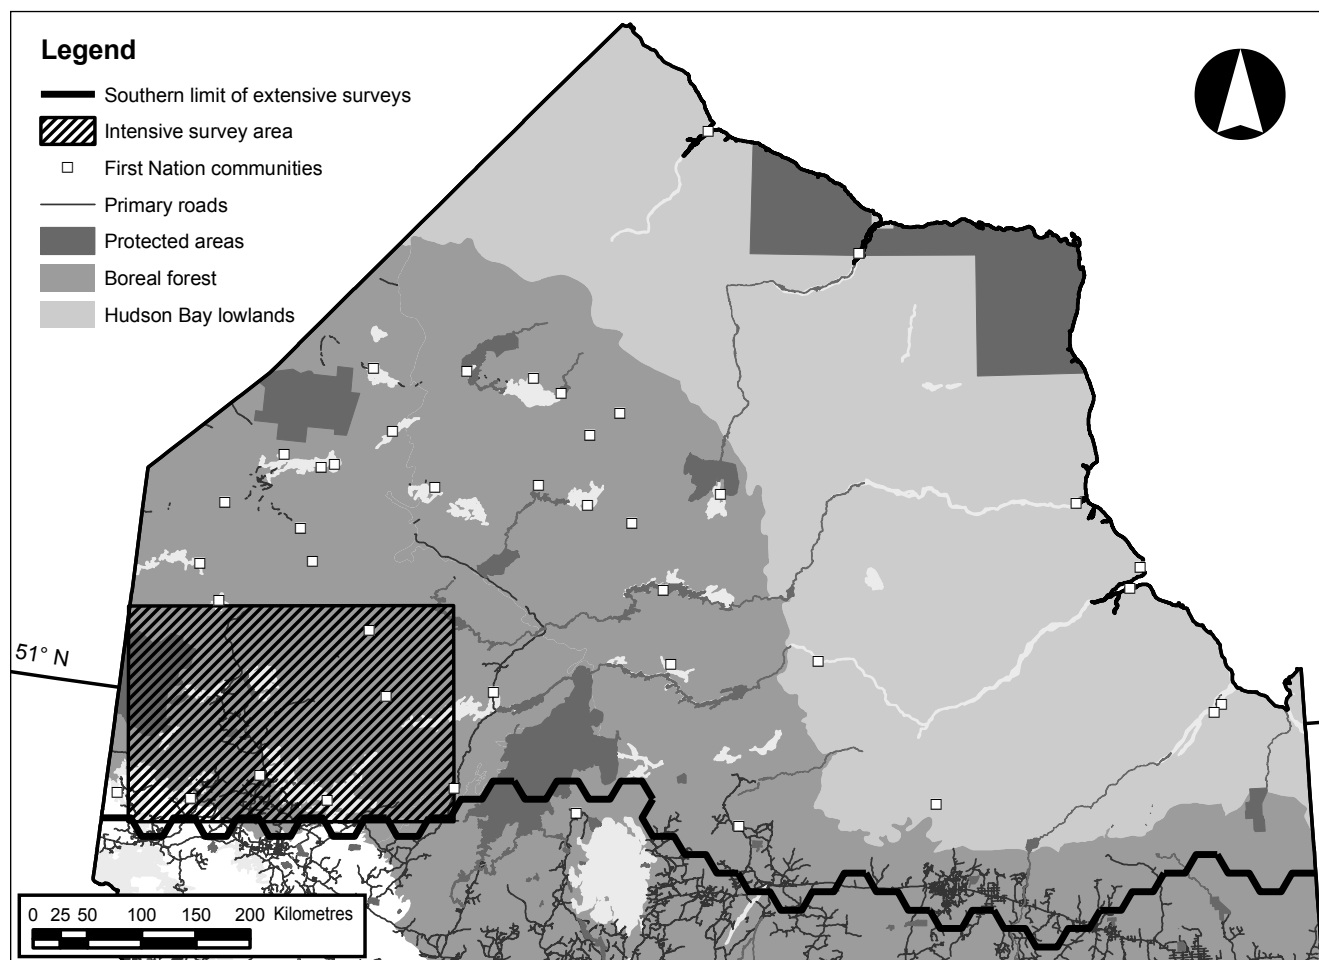 Legend
Southern limit of extensive surveys
Intensive survey area
First Nation communities
Primary roads
Protected areas
Boreal forest
Hudson Bay lowlands
51° N
0 25 50 100 150 200 Kilometres